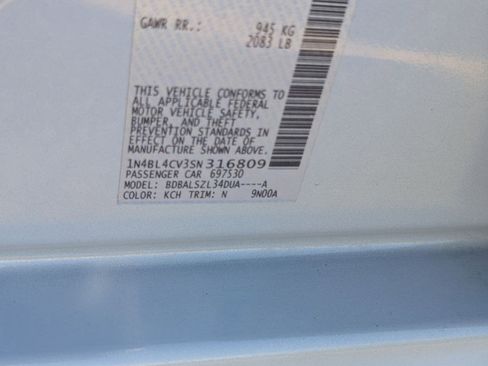 GAWR RR.: 945 KG
2083 LB
THIS VEHICLE CONFORMS TO
ALL APPLICABLE FEDERAL
MOTOR VEHICLE SAFETY,
BUMPER, AND THEFT
PREVENTION STANDARDS IN
EFFECT ON THE DATE OF
MANUFACTURE SHOWN ABOVE.
1N4BL4CV3SN316809
PASSENGER CAR 697530
MODEL: BDBALSZL34DUA----A
COLOR: KCH TRIM: N 9N00A